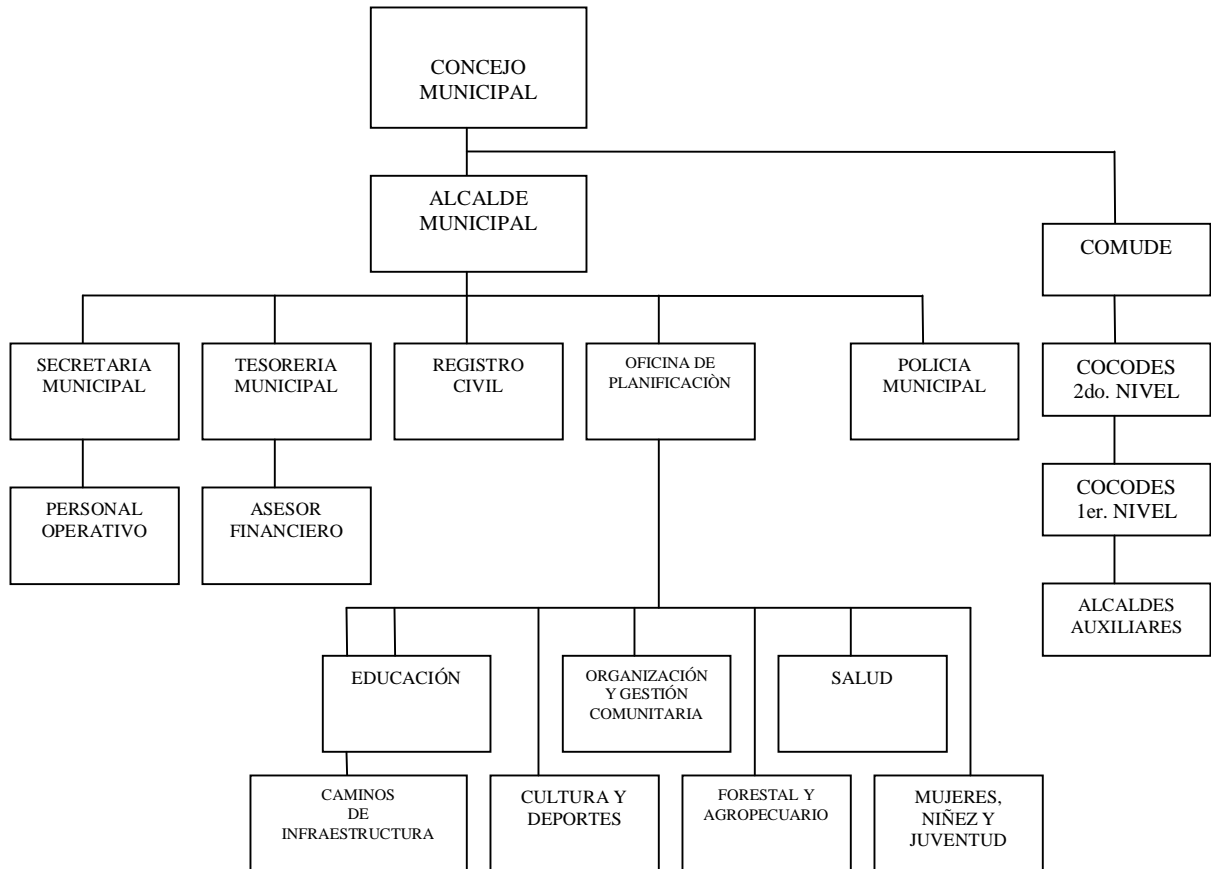 CONCEJO
MUNICIPAL
ALCALDE
MUNICIPAL
COMUDE
SECRETARIA
MUNICIPAL
TESORERIA
MUNICIPAL
REGISTRO
CIVIL
OFICINA DE
PLANIFICACIÒN
POLICIA
MUNICIPAL
COCODES
2do. NIVEL
PERSONAL
OPERATIVO
ASESOR
FINANCIERO
COCODES
1er. NIVEL
ALCALDES
AUXILIARES
EDUCACIÓN
ORGANIZACIÓN
Y GESTIÓN
COMUNITARIA
SALUD
CAMINOS
DE
INFRAESTRUCTURA
CULTURA Y
DEPORTES
FORESTAL Y
AGROPECUARIO
MUJERES,
NIÑEZ Y
JUVENTUD